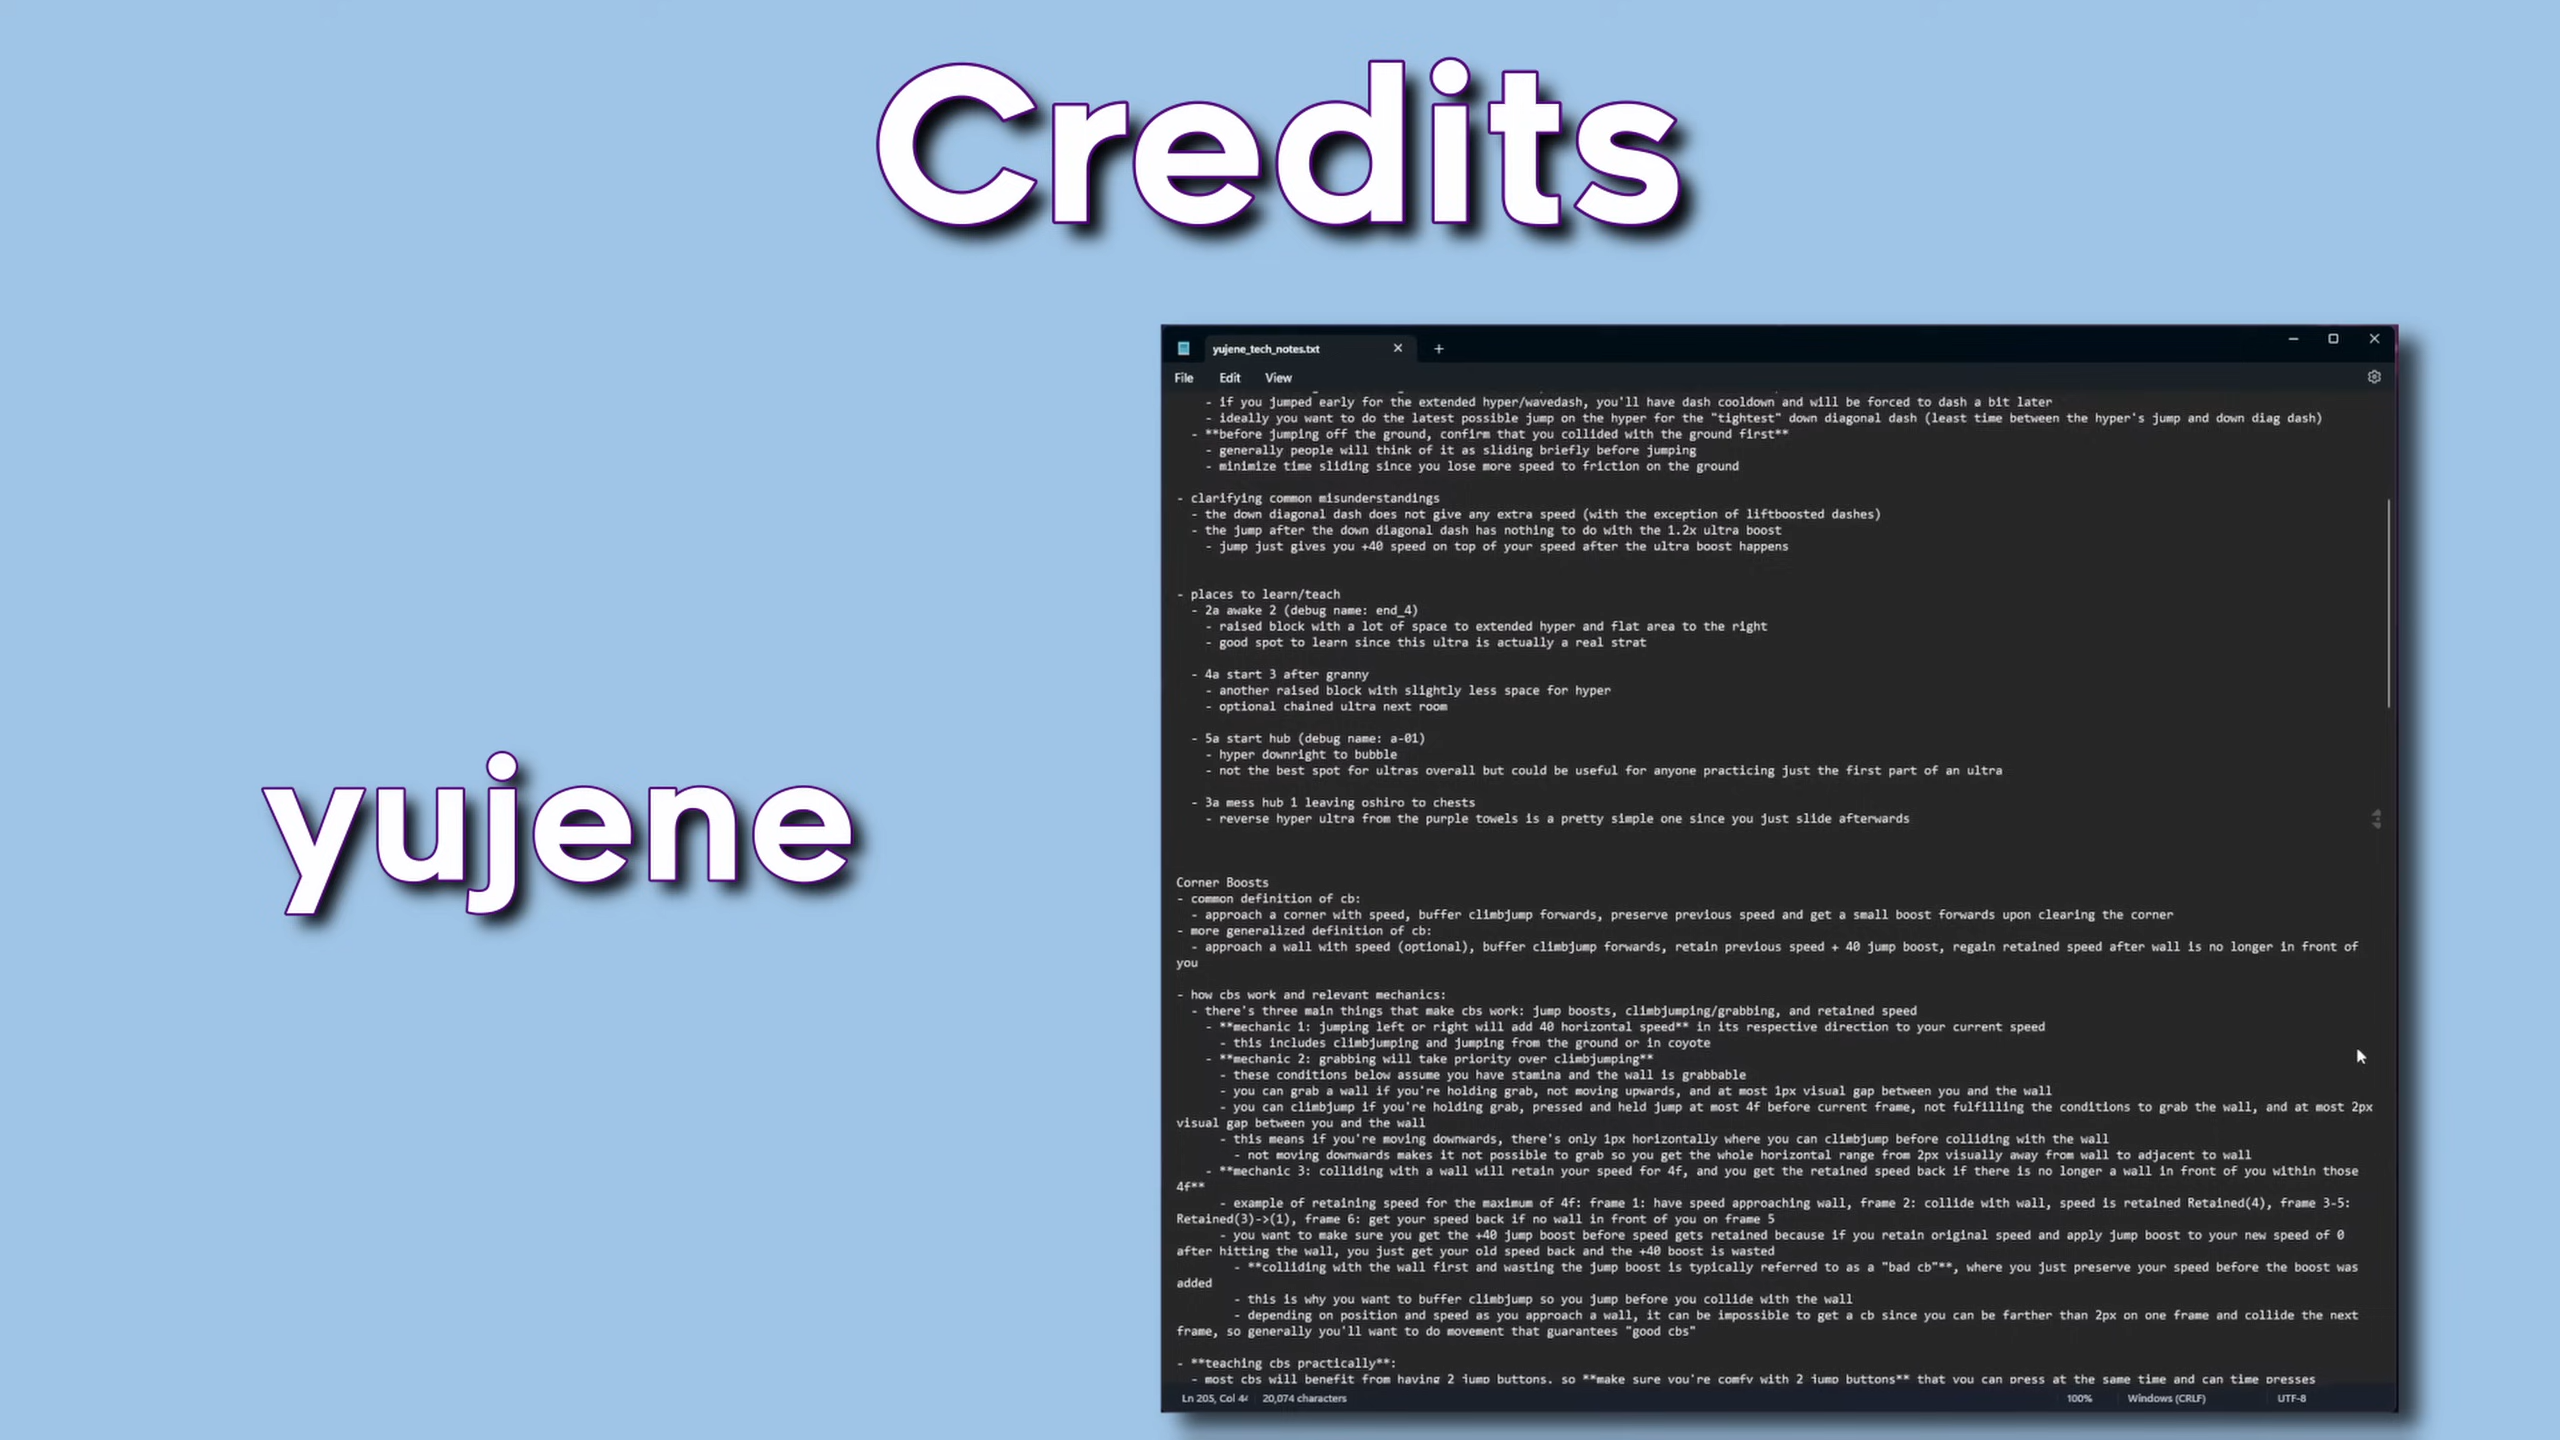 Credits
yujene
yujene_tech_notes.txt
File Edit View
- if you jumped early for the extended hyper/wavedash, you'll have dash cooldown and will be forced to dash a bit later
- ideally you want to do the latest possible jump on the hyper for the "tightest" down diagonal dash (least time between the hyper's jump and down diag dash)
- **before jumping off the ground, confirm that you collided with the ground first**
- generally people will think of it as sliding briefly before jumping
- minimize time sliding since you lose more speed to friction on the ground
- clarifying common misunderstandings
- the down diagonal dash does not give any extra speed (with the exception of liftboosted dashes)
- the jump after the down diagonal dash has nothing to do with the 1.2x ultra boost
- jump just gives you +40 speed on top of your speed after the ultra boost happens
- places to learn/teach
- 2a awake 2 (debug name: end_4)
- raised block with a lot of space to extended hyper and flat area to the right
- good spot to learn since this ultra is actually a real strat
- 4a start 3 after granny
- another raised block with slightly less space for hyper
- optional chained ultra next room
- 5a start hub (debug name: a-01)
- hyper downright to bubble
- not the best spot for ultras overall but could be useful for anyone practicing just the first part of an ultra
- 3a mess hub 1 leaving oshiro to chests
- reverse hyper ultra from the purple towels is a pretty simple one since you just slide afterwards
Corner Boosts
- common definition of cb:
- approach a corner with speed, buffer climbjump forwards, preserve previous speed and get a small boost forwards upon clearing the corner
- more generalized definition of cb:
- approach a wall with speed (optional), buffer climbjump forwards, retain previous speed + 40 jump boost, regain retained speed after wall is no longer in front of
you
- how cbs work and relevant mechanics:
- there's three main things that make cbs work: jump boosts, climbjumping/grabbing, and retained speed
- **mechanic 1: jumping left or right will add 40 horizontal speed** in its respective direction to your current speed
- this includes climbjumping and jumping from the ground or in coyote
- **mechanic 2: grabbing will take priority over climbjumping**
- these conditions below assume you have stamina and the wall is grabbable
- you can grab a wall if you're holding grab, not moving upwards, and at most 1px visual gap between you and the wall
- you can climbjump if you're holding grab, pressed and held jump at most 4f before current frame, not fulfilling the conditions to grab the wall, and at most 2px
visual gap between you and the wall
- this means if you're moving downwards, there's only 1px horizontally where you can climbjump before colliding with the wall
- not moving downwards makes it not possible to grab so you get the whole horizontal range from 2px visually away from wall to adjacent to wall
- **mechanic 3: colliding with a wall will retain your speed for 4f, and you get the retained speed back if there is no longer a wall in front of you within those
4f**
- example of retaining speed for the maximum of 4f: frame 1: have speed approaching wall, frame 2: collide with wall, speed is retained Retained(4), frame 3-5:
Retained(3)->(1), frame 6: get your speed back if no wall in front of you on frame 5
- you want to make sure you get the +40 jump boost before speed gets retained because if you retain original speed and apply jump boost to your new speed of 0
after hitting the wall, you just get your old speed back and the +40 boost is wasted
- **colliding with the wall first and wasting the jump boost is typically referred to as a "bad cb"**, where you just preserve your speed before the boost was
added
- this is why you want to buffer climbjump so you jump before you collide with the wall
- depending on position and speed as you approach a wall, it can be impossible to get a cb since you can be farther than 2px on one frame and collide the next
frame, so generally you'll want to do movement that guarantees "good cbs"
- **teaching cbs practically**:
- most cbs will benefit from having 2 jump buttons, so **make sure you're comfy with 2 jump buttons** that you can press at the same time and can time presses
Ln 205, Col 44 20,074 characters 100% Windows (CRLF) UTF-8